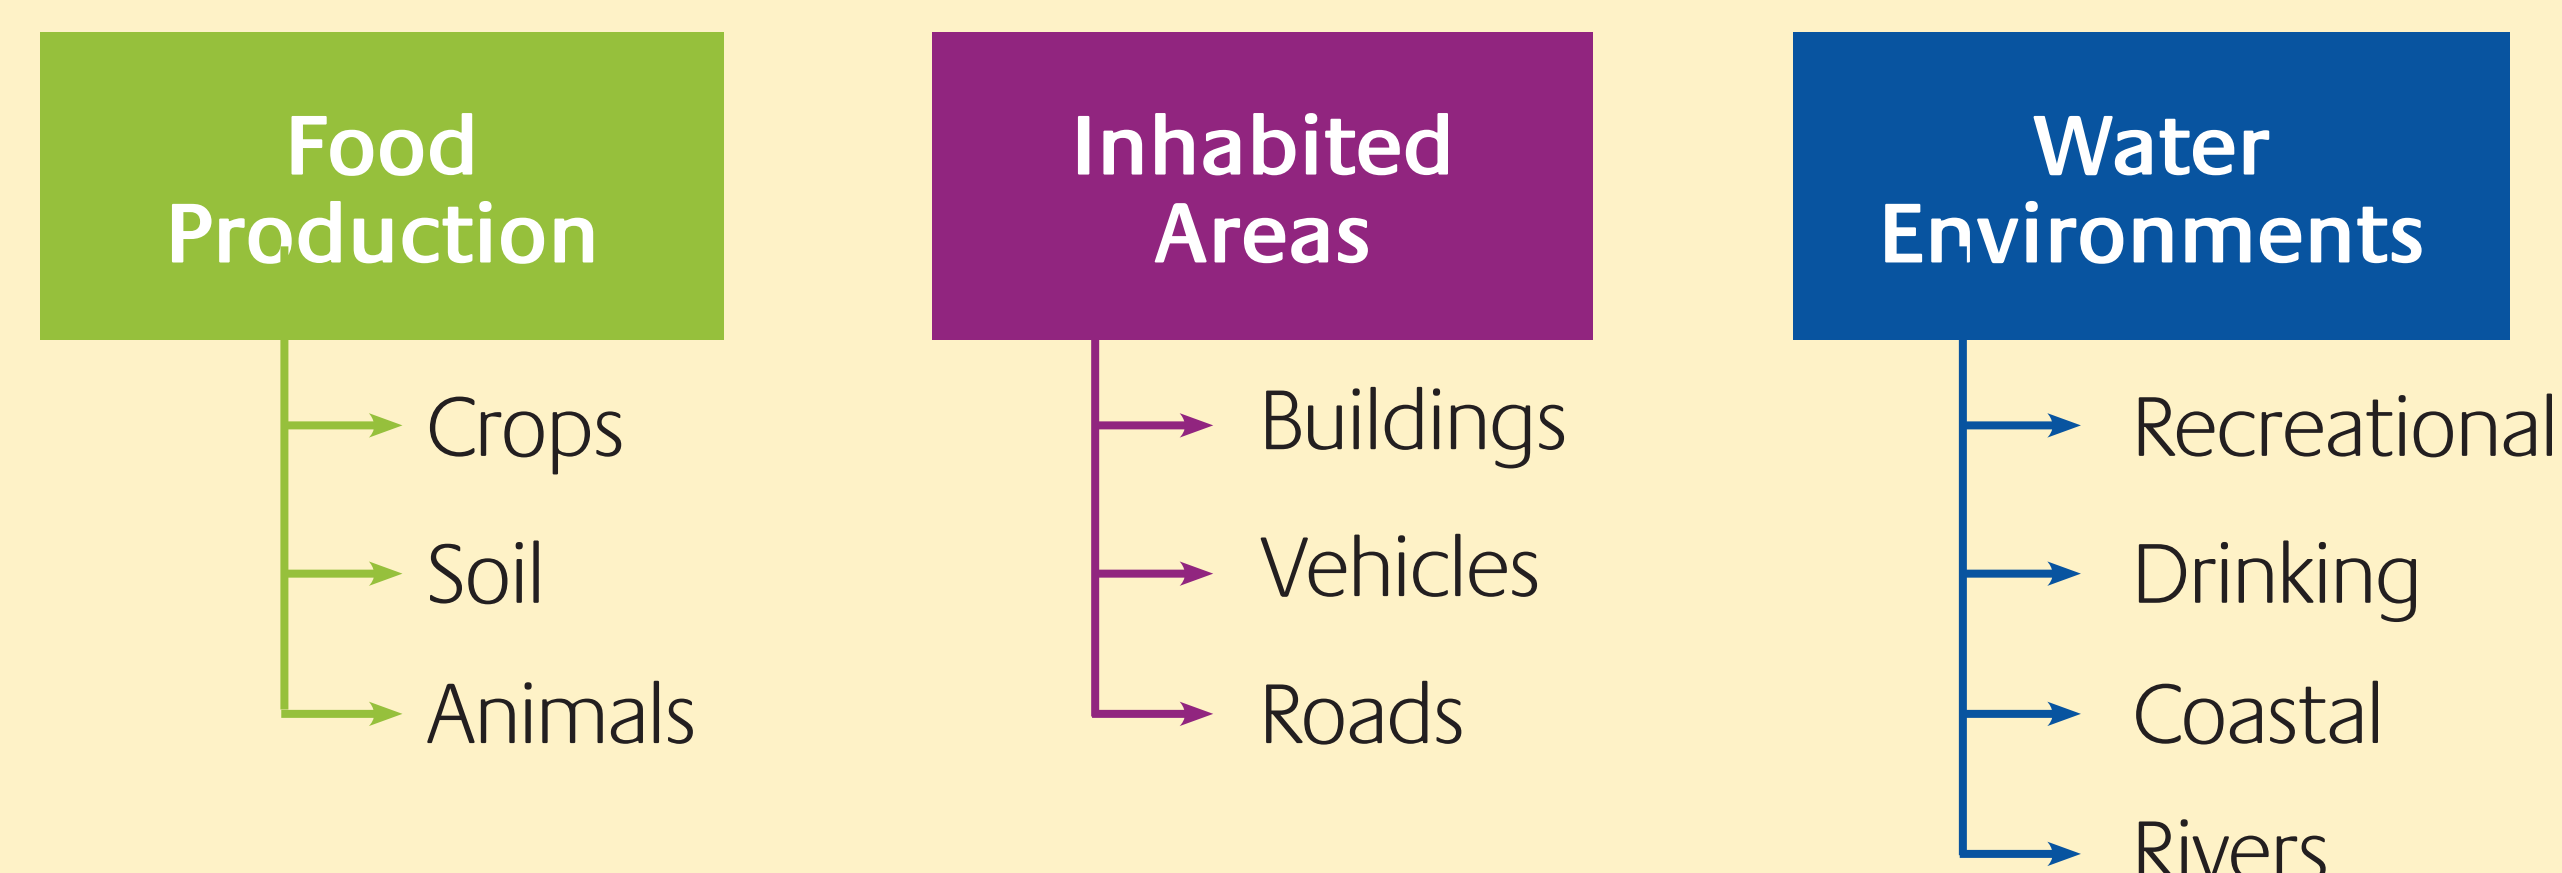 Food
Production
Crops
Soil
Animals
Inhabited
Areas
Buildings
Vehicles
Roads
Water
Environments
Recreational
Drinking
Coastal
Rivers